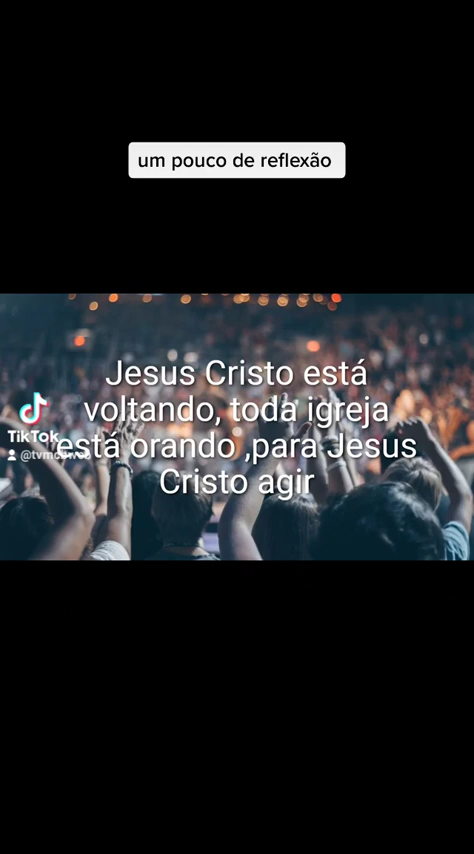 um pouco de reflexão
Jesus Cristo está
voltando, toda igreja
está orando ,para Jesus
Cristo agir
TikTok